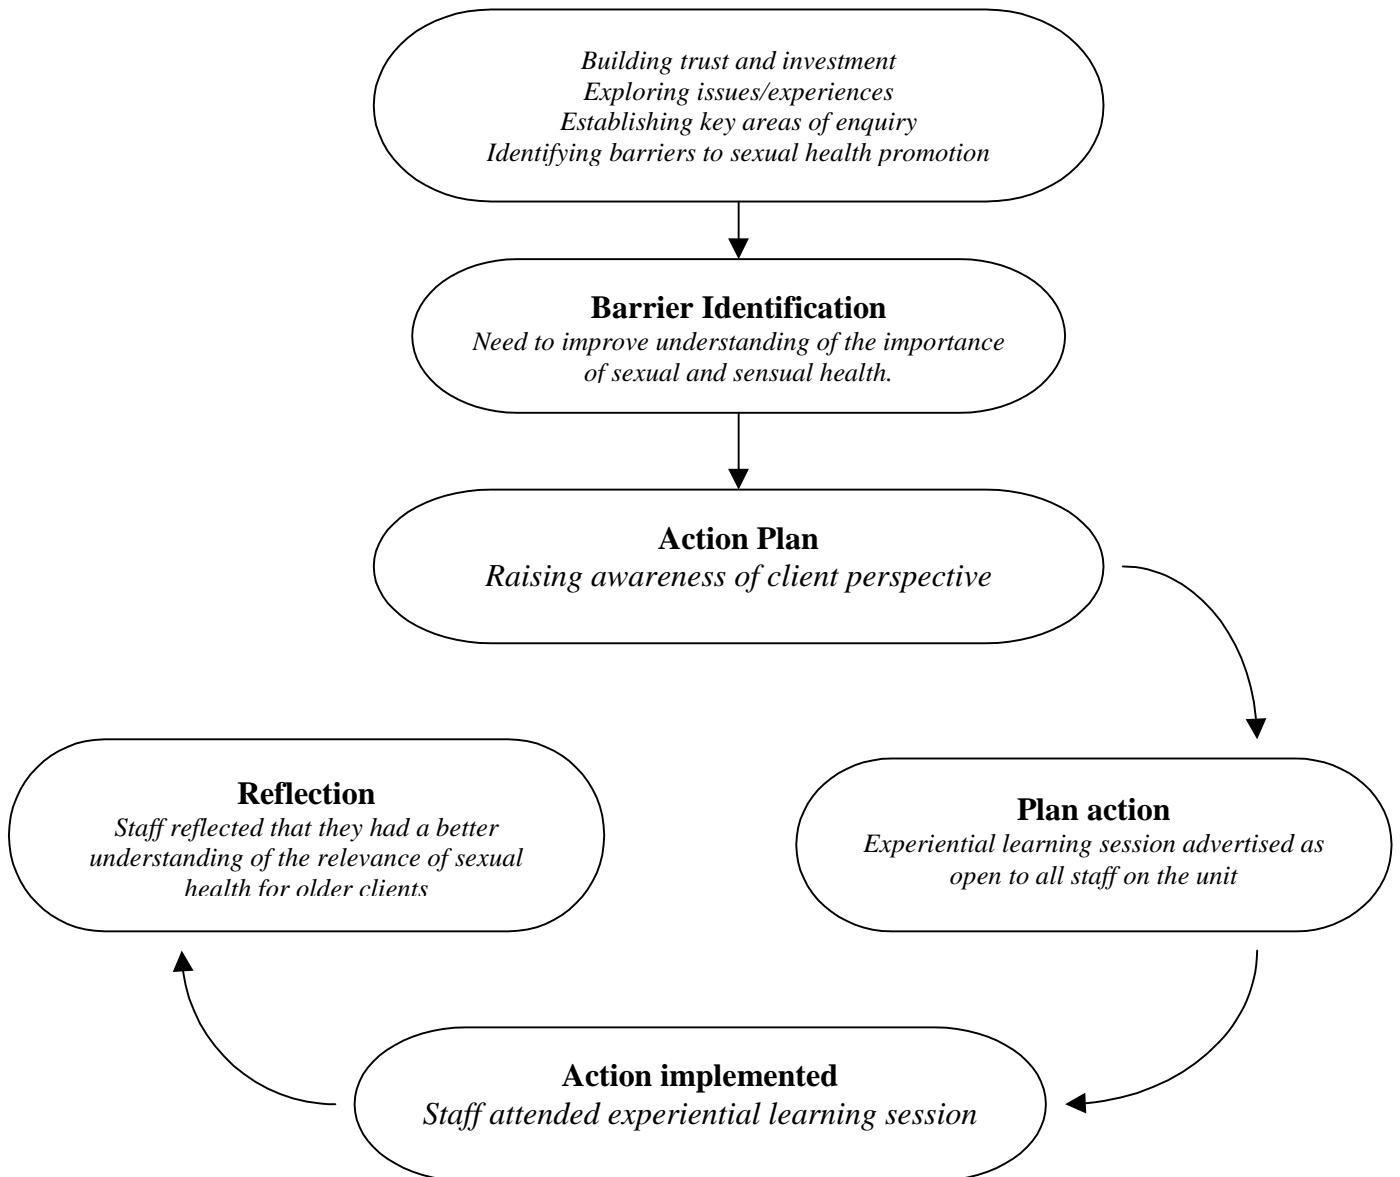 Building trust and investment
Exploring issues/experiences
Establishing key areas of enquiry
Identifying barriers to sexual health promotion
Barrier Identification
Need to improve understanding of the importance
of sexual and sensual health.
Action Plan
Raising awareness of client perspective
Plan action
Experiential learning session advertised as
open to all staff on the unit
Action implemented
Staff attended experiential learning session
Reflection
Staff reflected that they had a better
understanding of the relevance of sexual
health for older clients